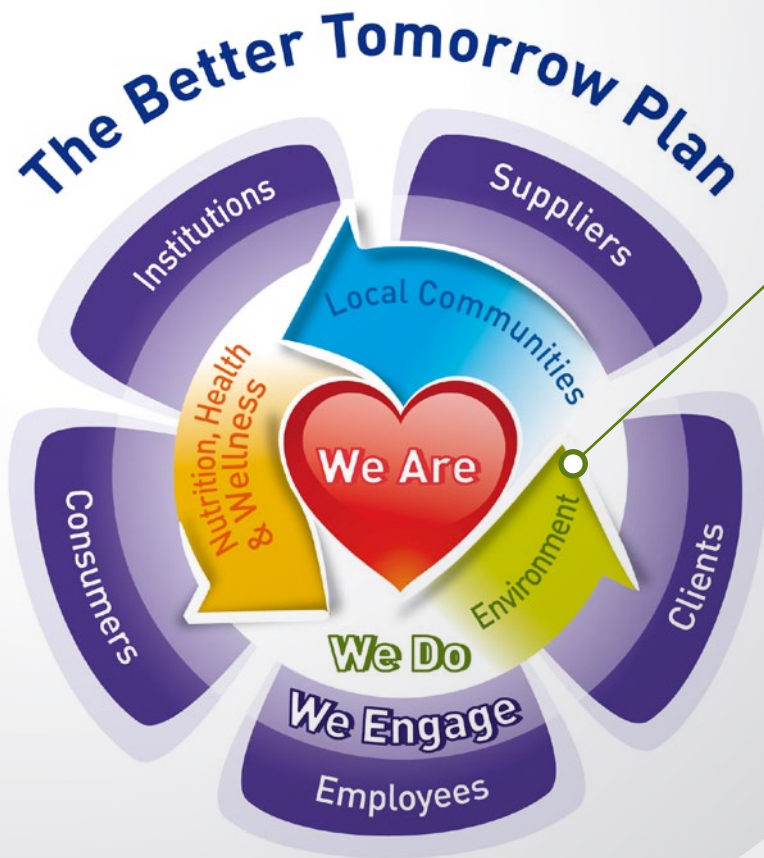 The Better Tomorrow Plan
Institutions
Suppliers
Local Communities
Nutrition, Health
& Wellness
We Are
Environment
Consumers
Clients
We Do
We Engage
Employees